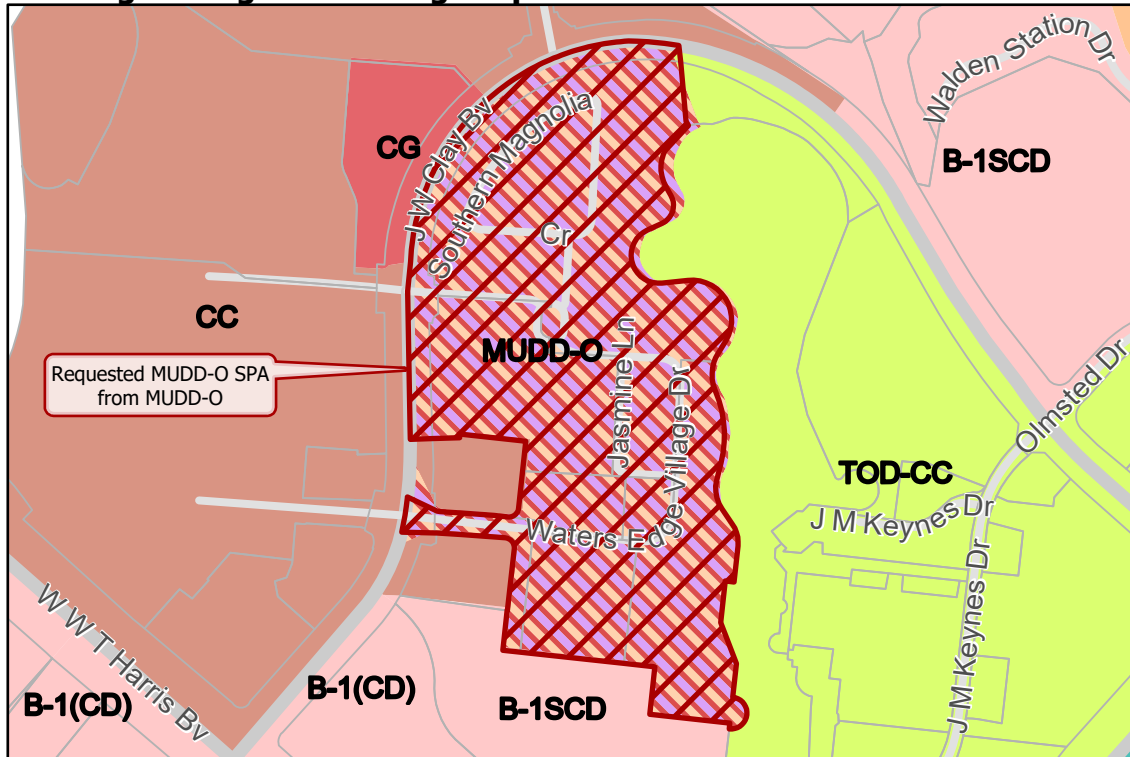 Walden Station Dr
B-1SCD
CG
J W Clay Bv
Southern Magnolia
Cr
CC
MUDD-O
Requested MUDD-O SPA
from MUDD-O
Jasmine Ln
Olmsted Dr
Waters Edge Village Dr
TOD-CC
J M Keynes Dr
J M Keynes Dr
W W T Harris Bv
B-1(CD)
B-1(CD)
B-1SCD